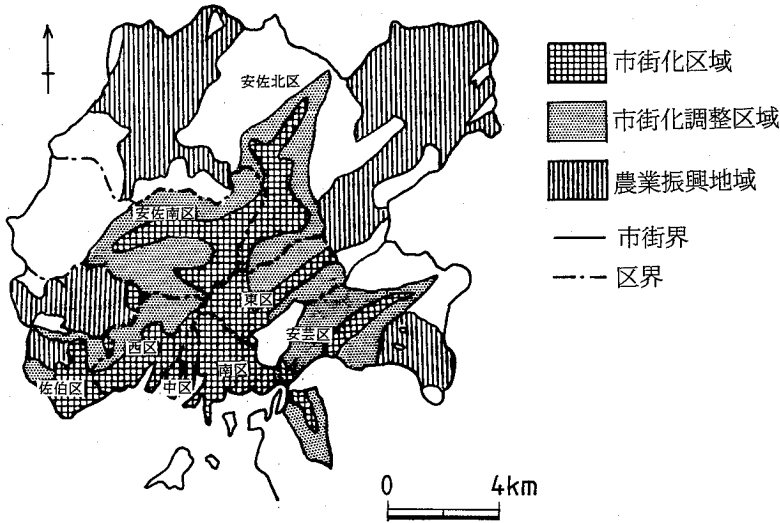 安佐北区
安佐南区
東区
安芸区
西区
南区
中区
佐伯区
市街化区域
市街化調整区域
農業振興地域
市街界
区界
0 4km